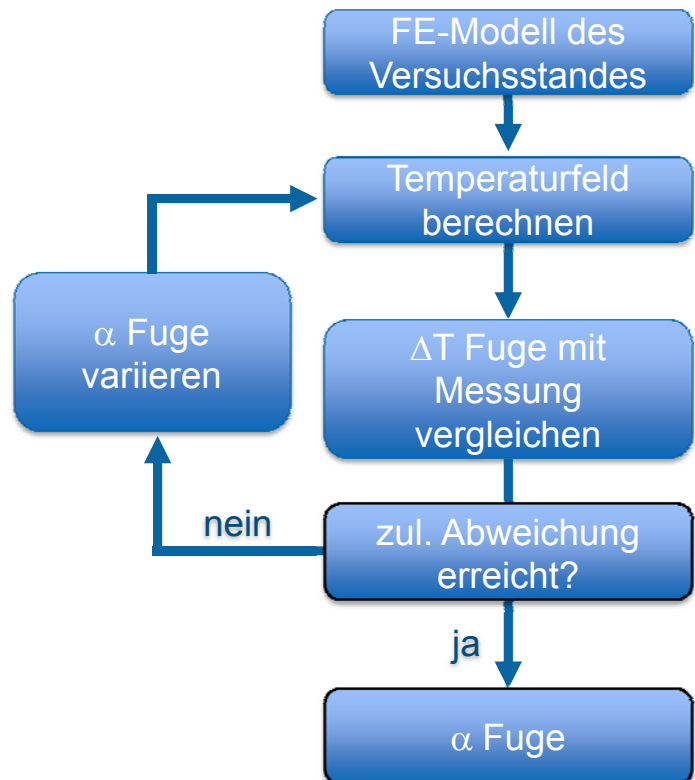 FE-Modell des
Versuchsstandes
Temperaturfeld
berechnen
α Fuge
variieren
ΔT Fuge mit
Messung
vergleichen
nein
zul. Abweichung
erreicht?
ja
α Fuge